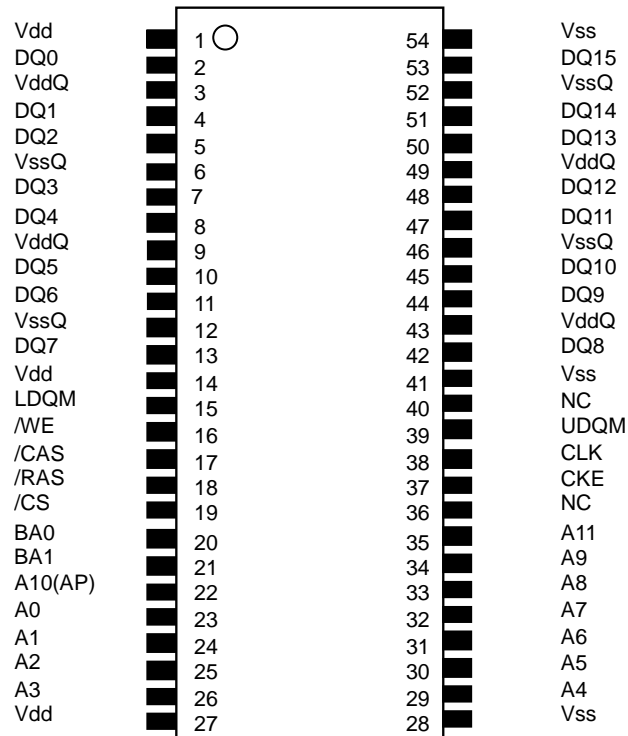 Vdd 1 54 Vss
DQ0 2 53 DQ15
VddQ 3 52 VssQ
DQ1 4 51 DQ14
DQ2 5 50 DQ13
VssQ 6 49 VddQ
DQ3 7 48 DQ12
DQ4 8 47 DQ11
VddQ 9 46 VssQ
DQ5 10 45 DQ10
DQ6 11 44 DQ9
VssQ 12 43 VddQ
DQ7 13 42 DQ8
Vdd 14 41 Vss
LDQM 15 40 NC
/WE 16 39 UDQM
/CAS 17 38 CLK
/RAS 18 37 CKE
/CS 19 36 NC
BA0 20 35 A11
BA1 21 34 A9
A10(AP) 22 33 A8
A0 23 32 A7
A1 24 31 A6
A2 25 30 A5
A3 26 29 A4
Vdd 27 28 Vss